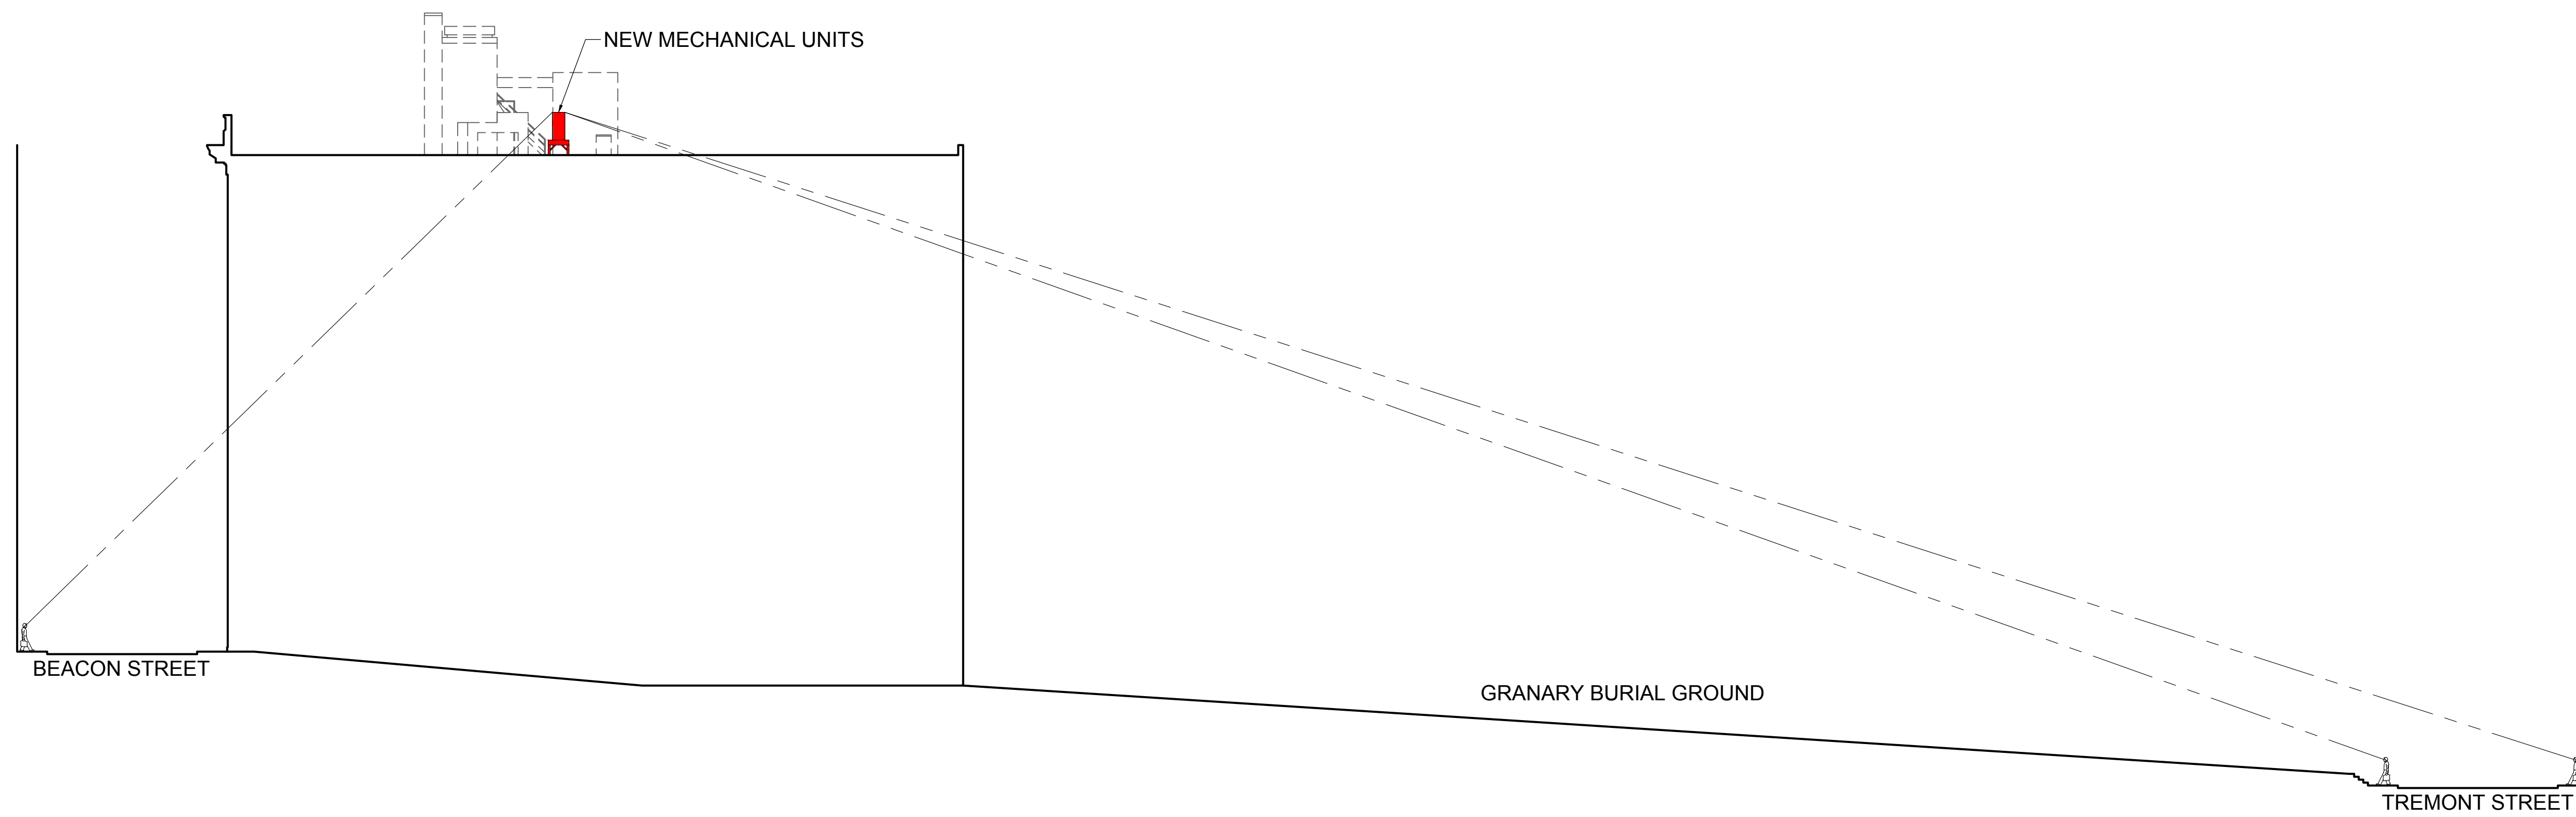 NEW MECHANICAL UNITS
BEACON STREET
GRANARY BURIAL GROUND
TREMONT STREET